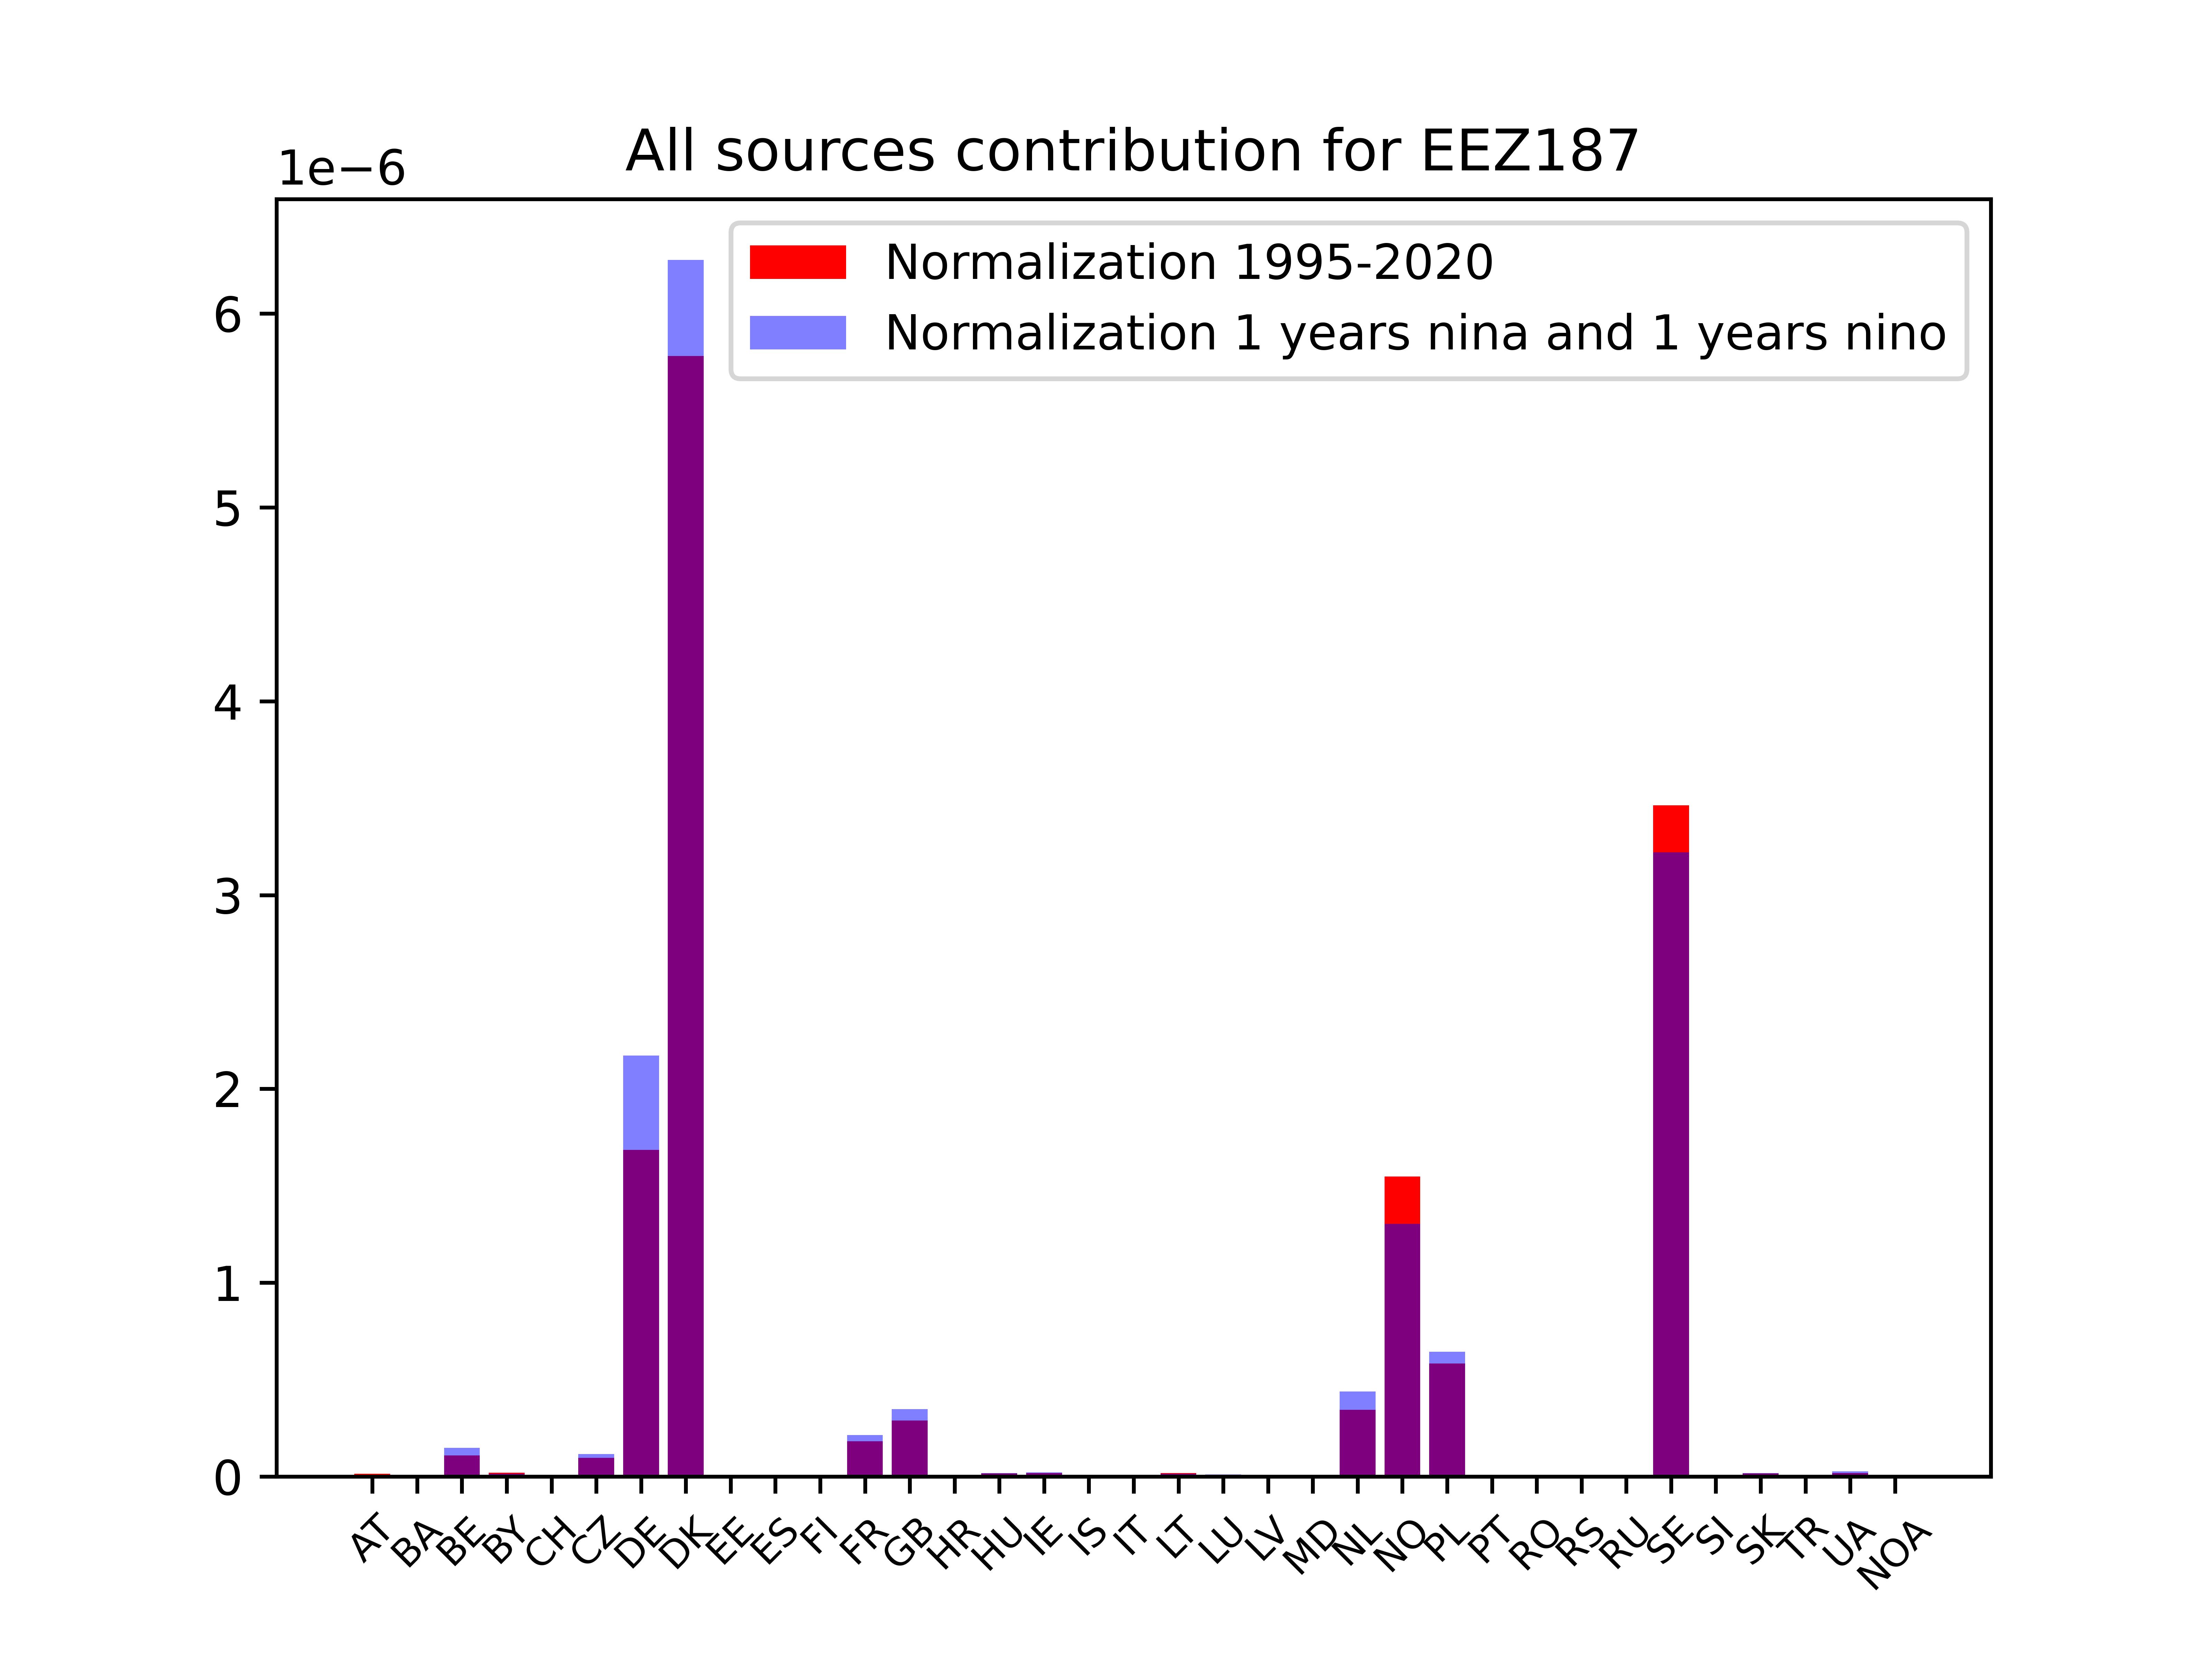 All sources contribution for EEZ187
1e−6
Normalization 1995-2020
Normalization 1 years nina and 1 years nino
6
5
4
3
2
1
0
AT BA BE BY CH CZ DE DK EE ES FI FR GB HR HU IE IS IT LT LU LV MD NL NO PL PT RO RS RU SE SI SK TR UA NOA